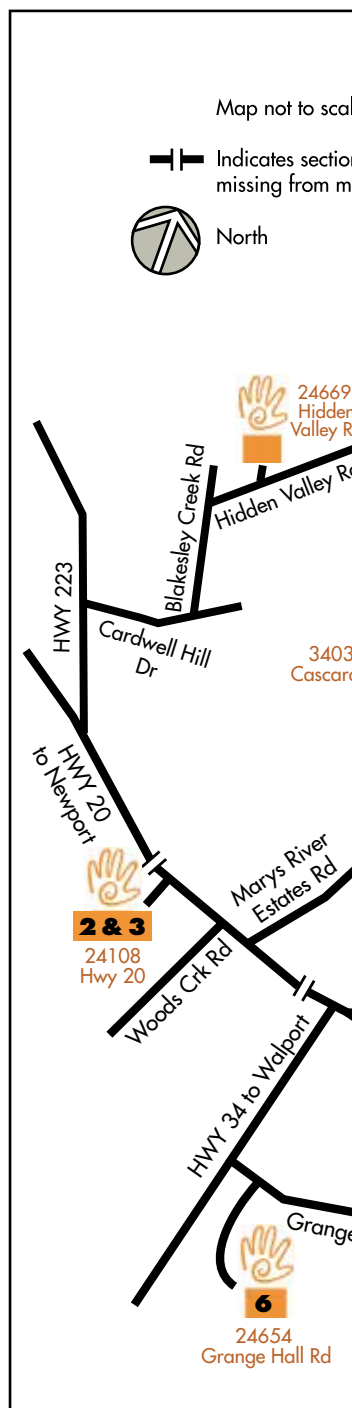 Map not to scal
Indicates section
missing from m
North
24669
Hidden
Valley R
Blakesley Creek Rd
Hidden Valley Rd
HWY 223
Cardwell Hill
Dr
3403
Cascard
HWY 20
to Newport
Marys River
Estates Rd
2 & 3
24108
Hwy 20
Woods Crk Rd
HWY 34 to Walport
Grange
6
24654
Grange Hall Rd